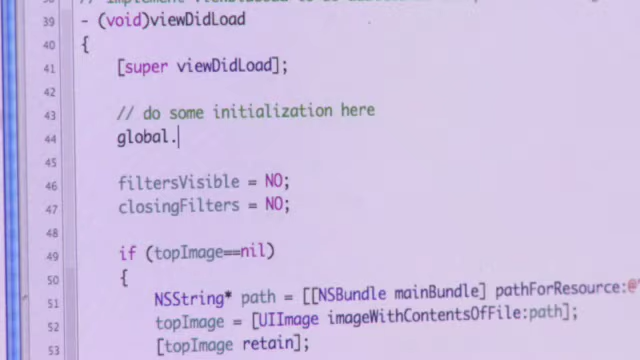 39 - (void)viewDidLoad
40 {
41 [super viewDidLoad];
42
43 // do some initialization here
44 global.
45
46 filtersVisible = NO;
47 closingFilters = NO;
48
49 if (topImage==nil)
50 {
51 NSString* path = [[NSBundle mainBundle] pathForResource:@"
52 topImage = [UIImage imageWithContentsOfFile:path];
53 [topImage retain];